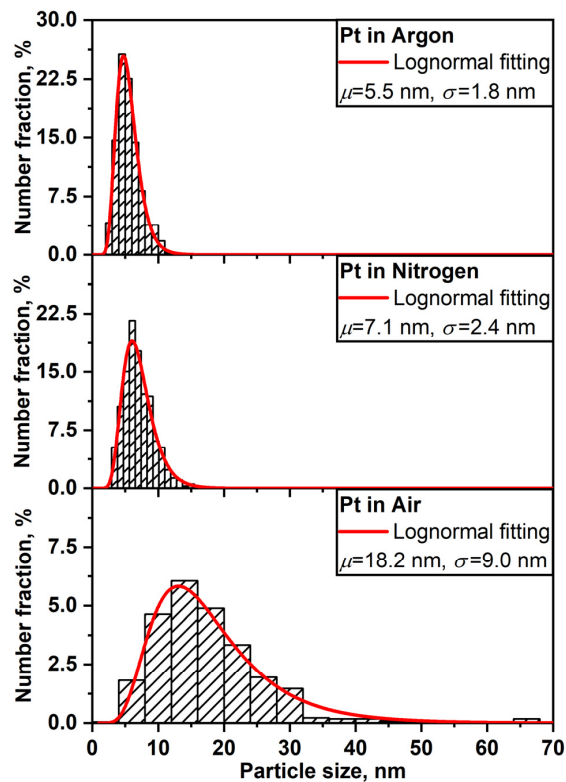 30.0
22.5
15.0
7.5
0.0
Number fraction, %
Pt in Argon
Lognormal fitting
μ=5.5 nm, σ=1.8 nm
22.5
15.0
7.5
0.0
Number fraction, %
Pt in Nitrogen
Lognormal fitting
μ=7.1 nm, σ=2.4 nm
7.5
5.0
2.5
0.0
Number fraction, %
Pt in Air
Lognormal fitting
μ=18.2 nm, σ=9.0 nm
0 10 20 30 40 50 60 70
Particle size, nm